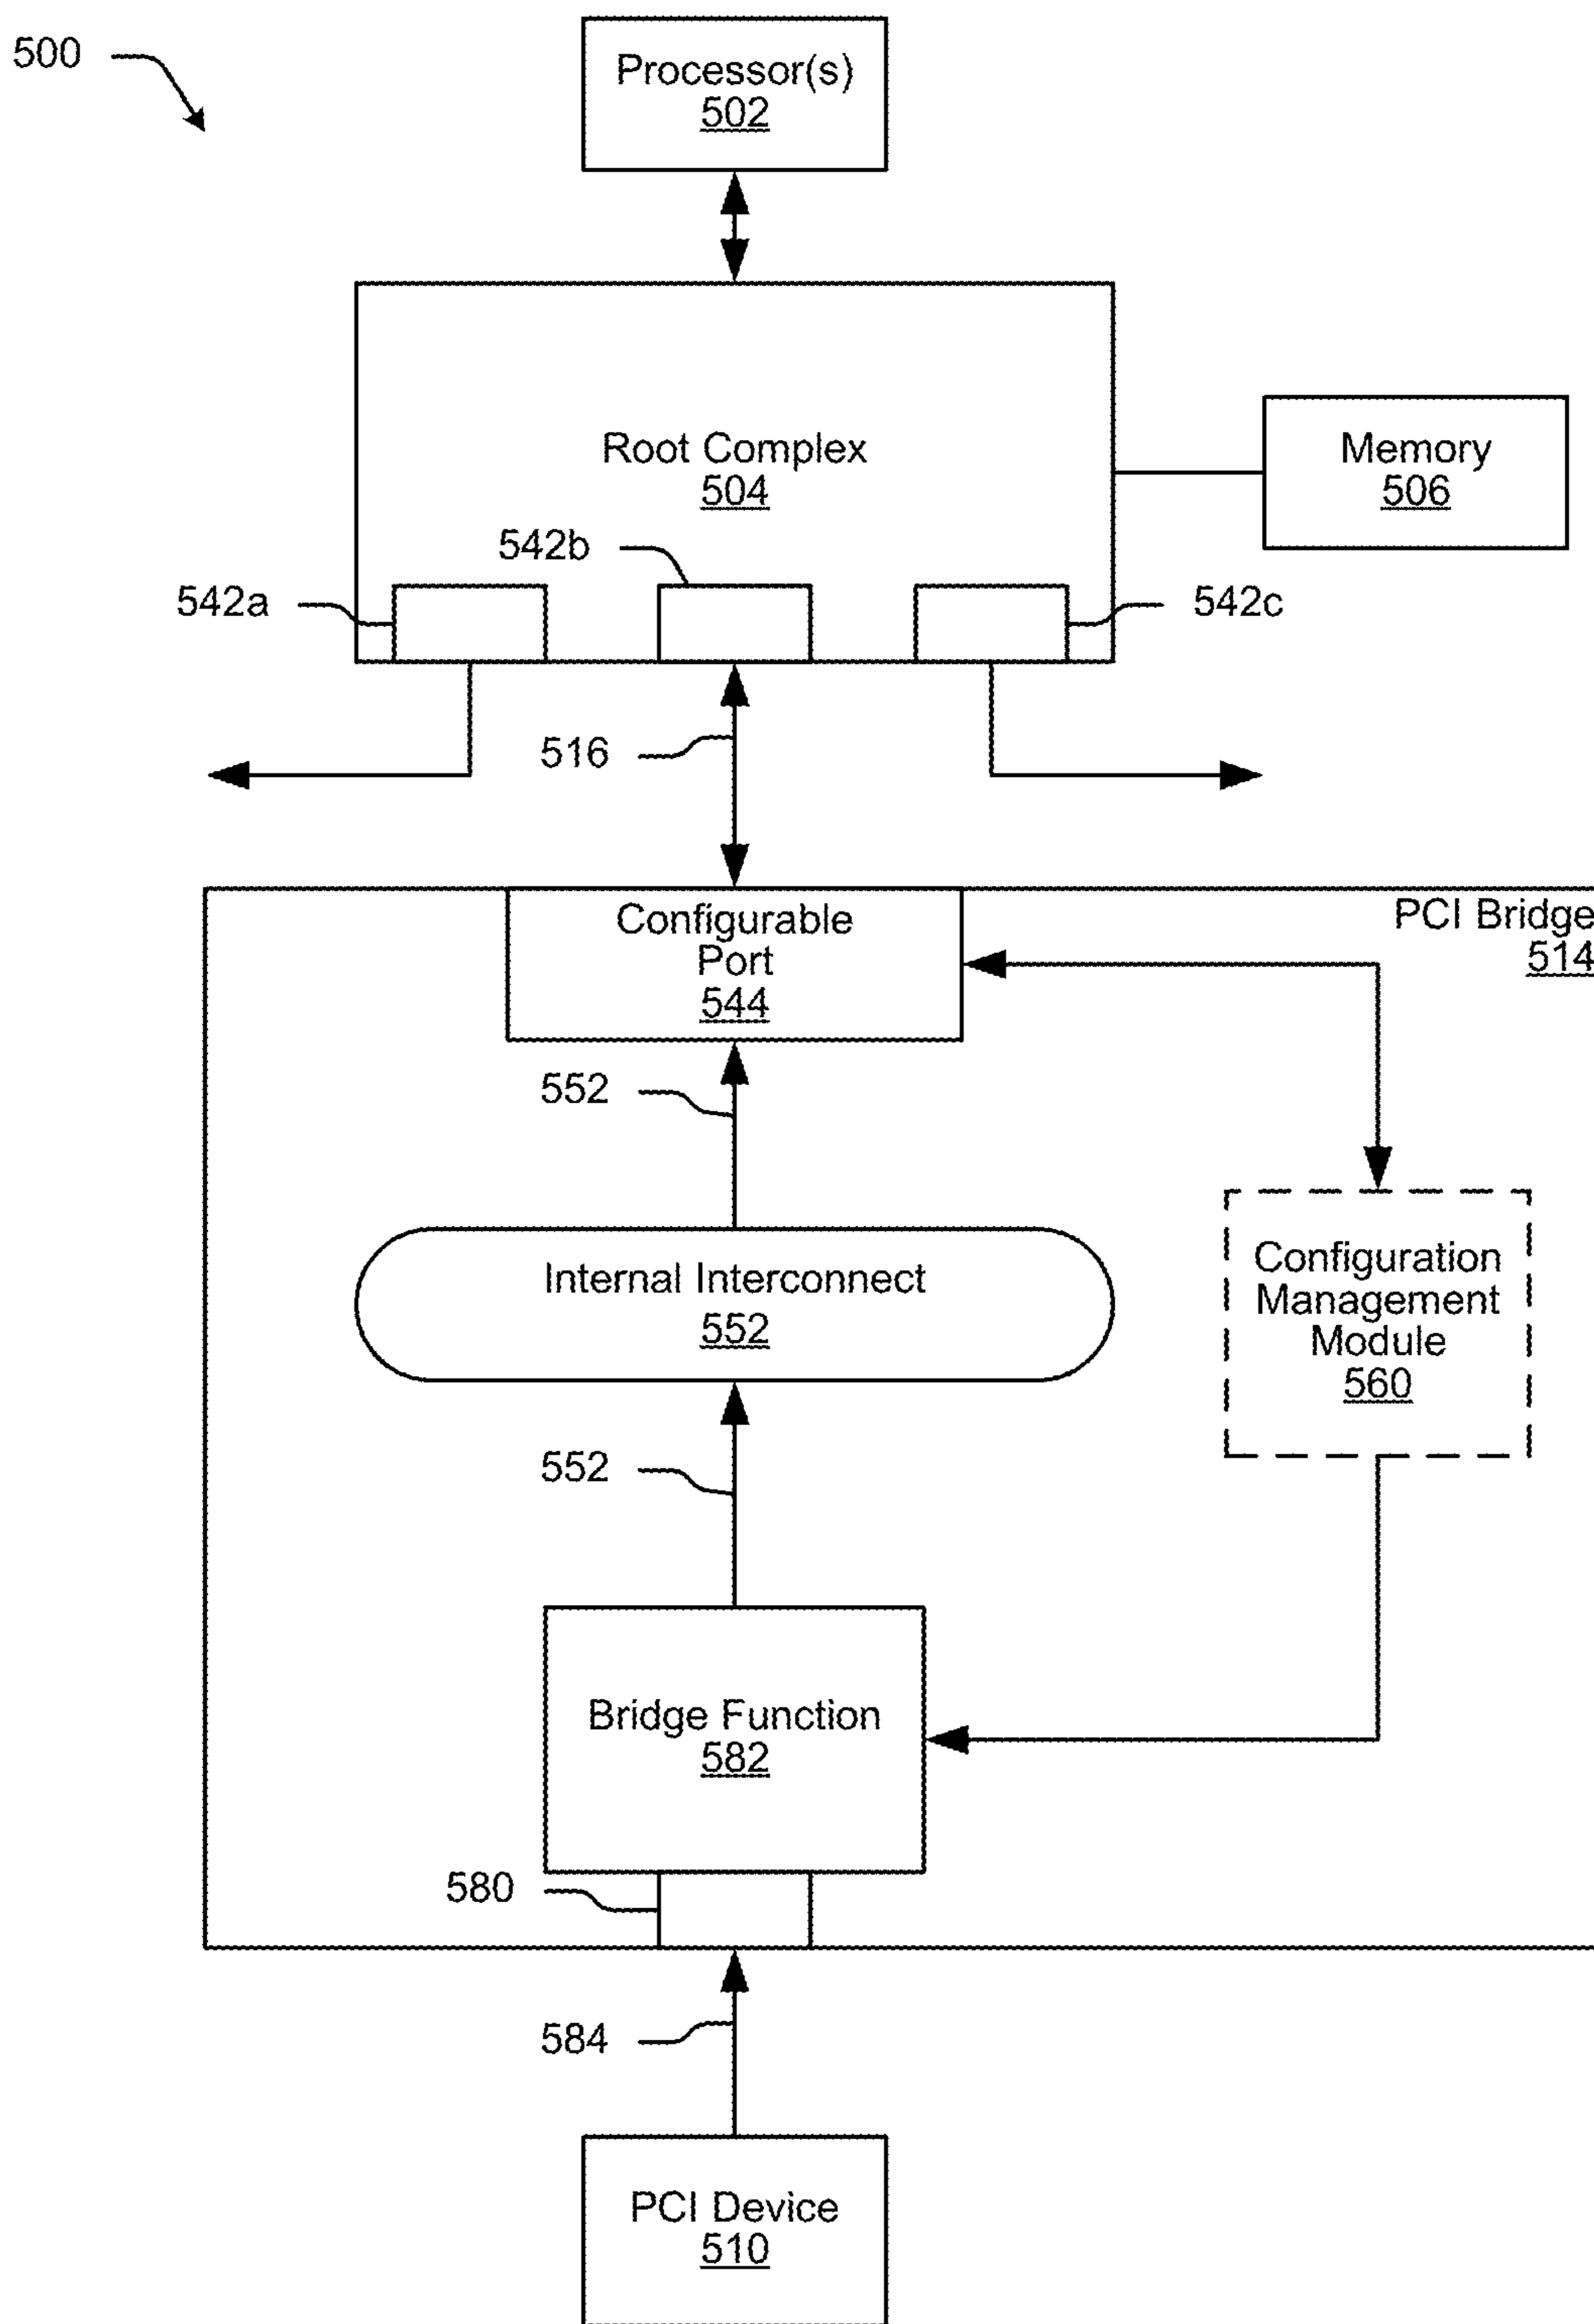 500
Processor(s)
502
Root Complex
504
Memory
506
542b
542a
542c
516
PCI Bridge
514
Configurable
Port
544
552
Internal Interconnect
552
Configuration
Management
Module
560
552
Bridge Function
582
580
584
PCI Device
510